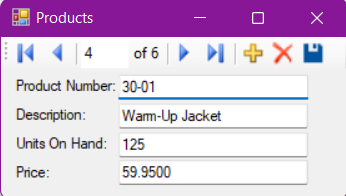 Products
4 of 6
Product Number: 30-01
Description: Warm-Up Jacket
Units On Hand: 125
Price: 59.9500